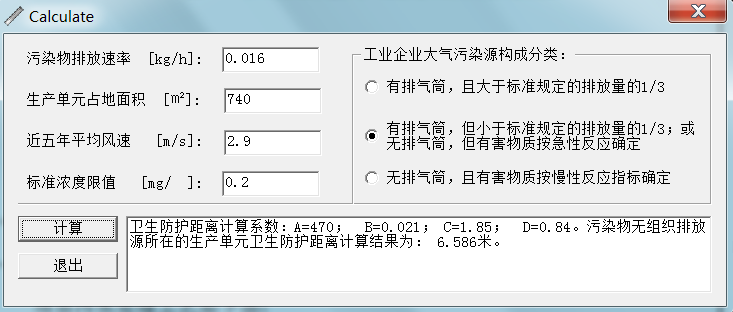 Calculate
污染物排放速率 [kg/h]: 0.016
生产单元占地面积 [m²]: 740
近五年平均风速 [m/s]: 2.9
标准浓度限值 [mg/ ]: 0.2
工业企业大气污染源构成分类:
有排气筒，且大于标准规定的排放量的1/3
有排气筒，但小于标准规定的排放量的1/3；或
无排气筒，但有害物质按急性反应确定
无排气筒，且有害物质按慢性反应指标确定
计算
退出
卫生防护距离计算系数：A=470； B=0.021； C=1.85； D=0.84。污染物无组织排放
源所在的生产单元卫生防护距离计算结果为： 6.586米。